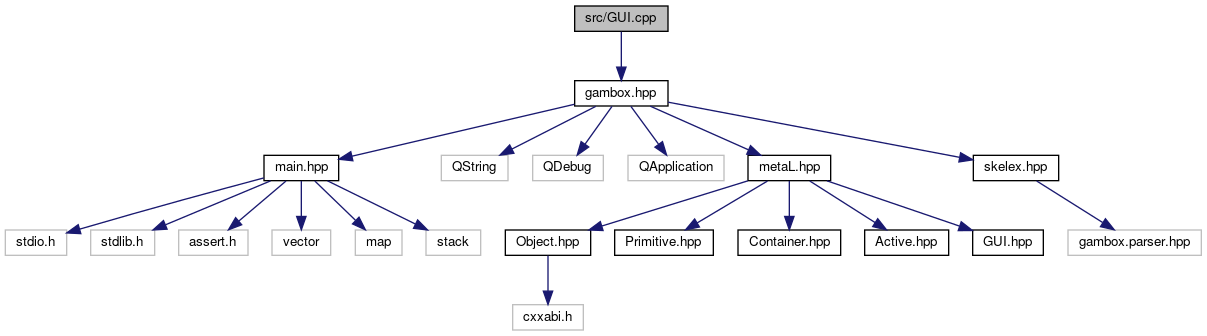 src/GUI.cpp
gambox.hpp
main.hpp
QString
QDebug
QApplication
metaL.hpp
skelex.hpp
stdio.h
stdlib.h
assert.h
vector
map
stack
Object.hpp
Primitive.hpp
Container.hpp
Active.hpp
GUI.hpp
gambox.parser.hpp
cxxabi.h